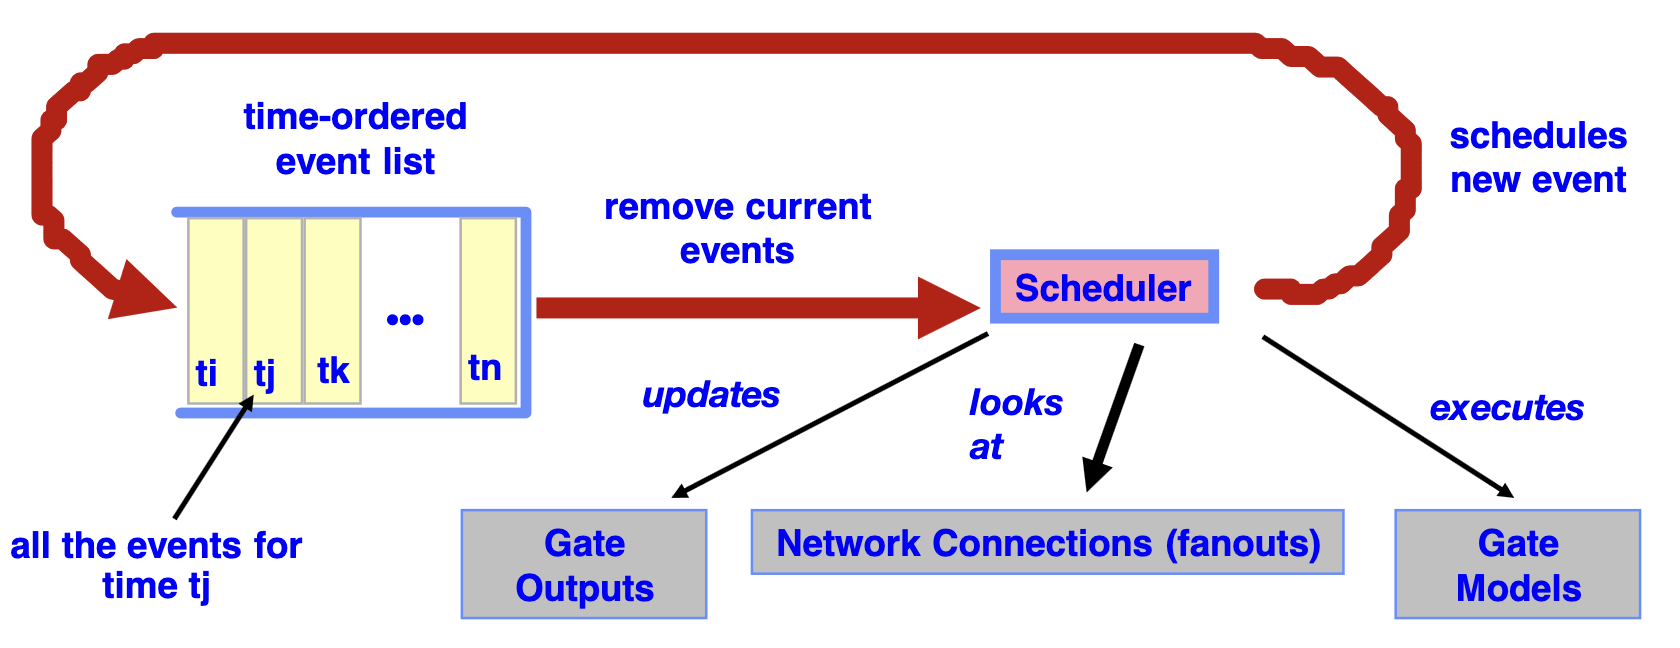 time-ordered
event list
remove current
events
schedules
new event
Scheduler
ti tj tk ... tn
updates
looks
at
executes
all the events for
time tj
Gate
Outputs
Network Connections (fanouts)
Gate
Models